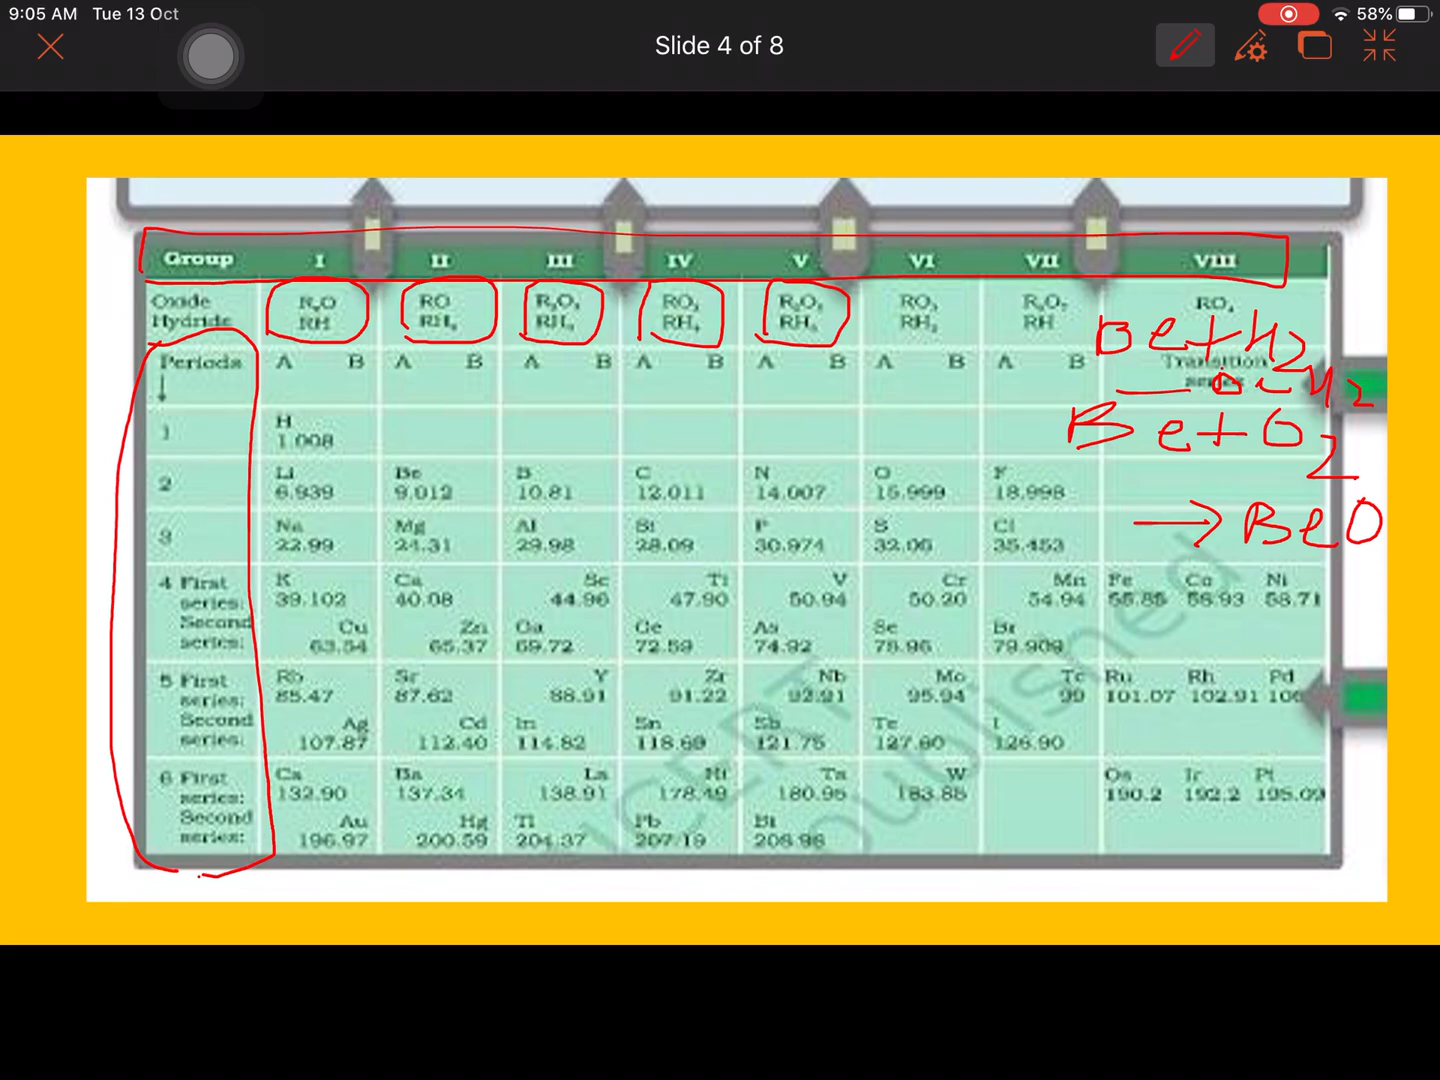 9:05 AM Tue 13 Oct
58%
Slide 4 of 8
Group I II III IV V VI VII VIII
Oxide R₂O RO R₂O₃ RO₂ R₂O₅ RO₃ R₂O₇ RO₄
Hydride RH RH₂ RH₃ RH₄ RH₃ RH₂ RH
Be+H2
Periods A B A B A B A B A B A B A B Transition
↓ series
H2
1 H
1.008
Be+O2
2 Li Be B C N O F
6.939 9.012 10.81 12.011 14.007 15.999 18.998
→ BeO
3 Na Mg Al Si P S Cl
22.99 24.31 29.98 28.09 30.974 32.06 35.453
4 First K Ca Sc Ti V Cr Mn Fe Co Ni
series: 39.102 40.08 44.96 47.90 50.94 50.20 54.94 55.85 58.93 58.71
Second Cu Zn Ga Ge As Se Br
series: 63.54 65.37 69.72 72.59 74.92 78.96 79.909
5 First Rb Sr Y Zr Nb Mo Tc Ru Rh Pd
series: 85.47 87.62 88.91 91.22 92.91 95.94 99 101.07 102.91
Second Ag Cd In Sn Sb Te I
series: 107.87 112.40 114.82 118.69 121.75 127.60 126.90
6 First Cs Ba La Hf Ta W Os Ir Pt
series: 132.90 137.34 138.91 178.49 180.95 183.85 190.2 192.2 195.09
Second Au Hg Tl Pb Bi
series: 196.97 200.59 204.37 207.19 208.98
published